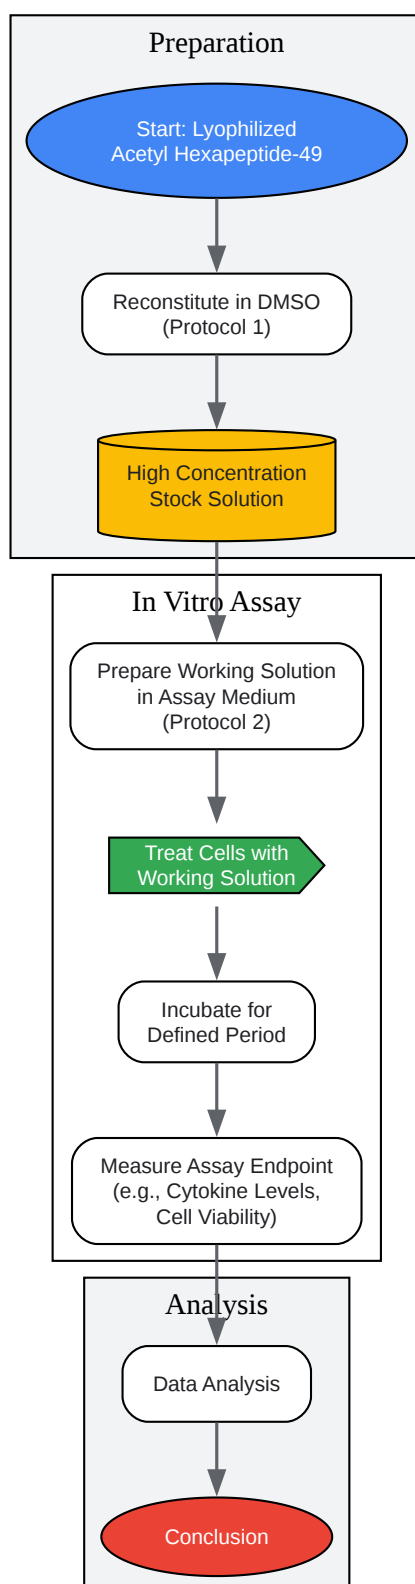 Preparation
Start: Lyophilized
Acetyl Hexapeptide-49
Reconstitute in DMSO
(Protocol 1)
High Concentration
Stock Solution
In Vitro Assay
Prepare Working Solution
in Assay Medium
(Protocol 2)
Treat Cells with
Working Solution
Incubate for
Defined Period
Measure Assay Endpoint
(e.g., Cytokine Levels,
Cell Viability)
Analysis
Data Analysis
Conclusion